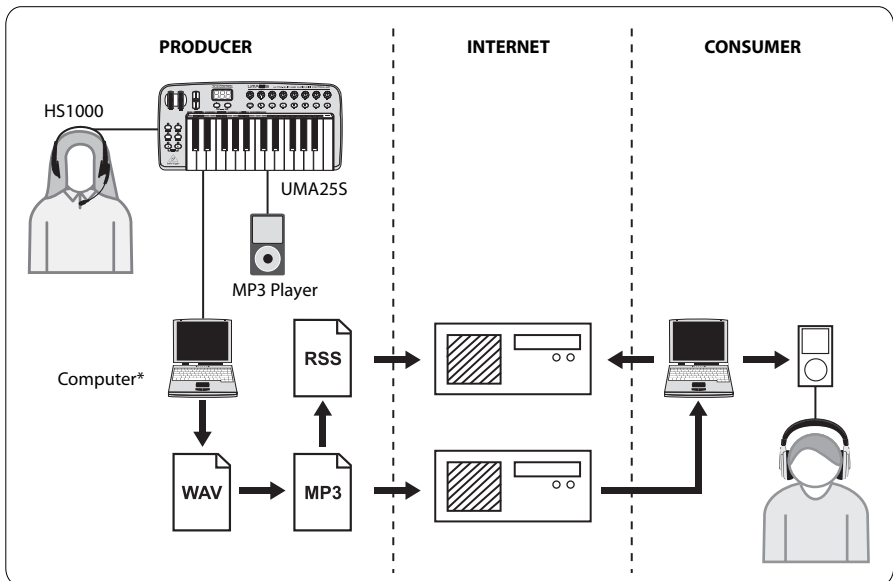 PRODUCER
INTERNET
CONSUMER
HS1000
UMA25S
MP3 Player
Computer*
RSS
WAV
MP3